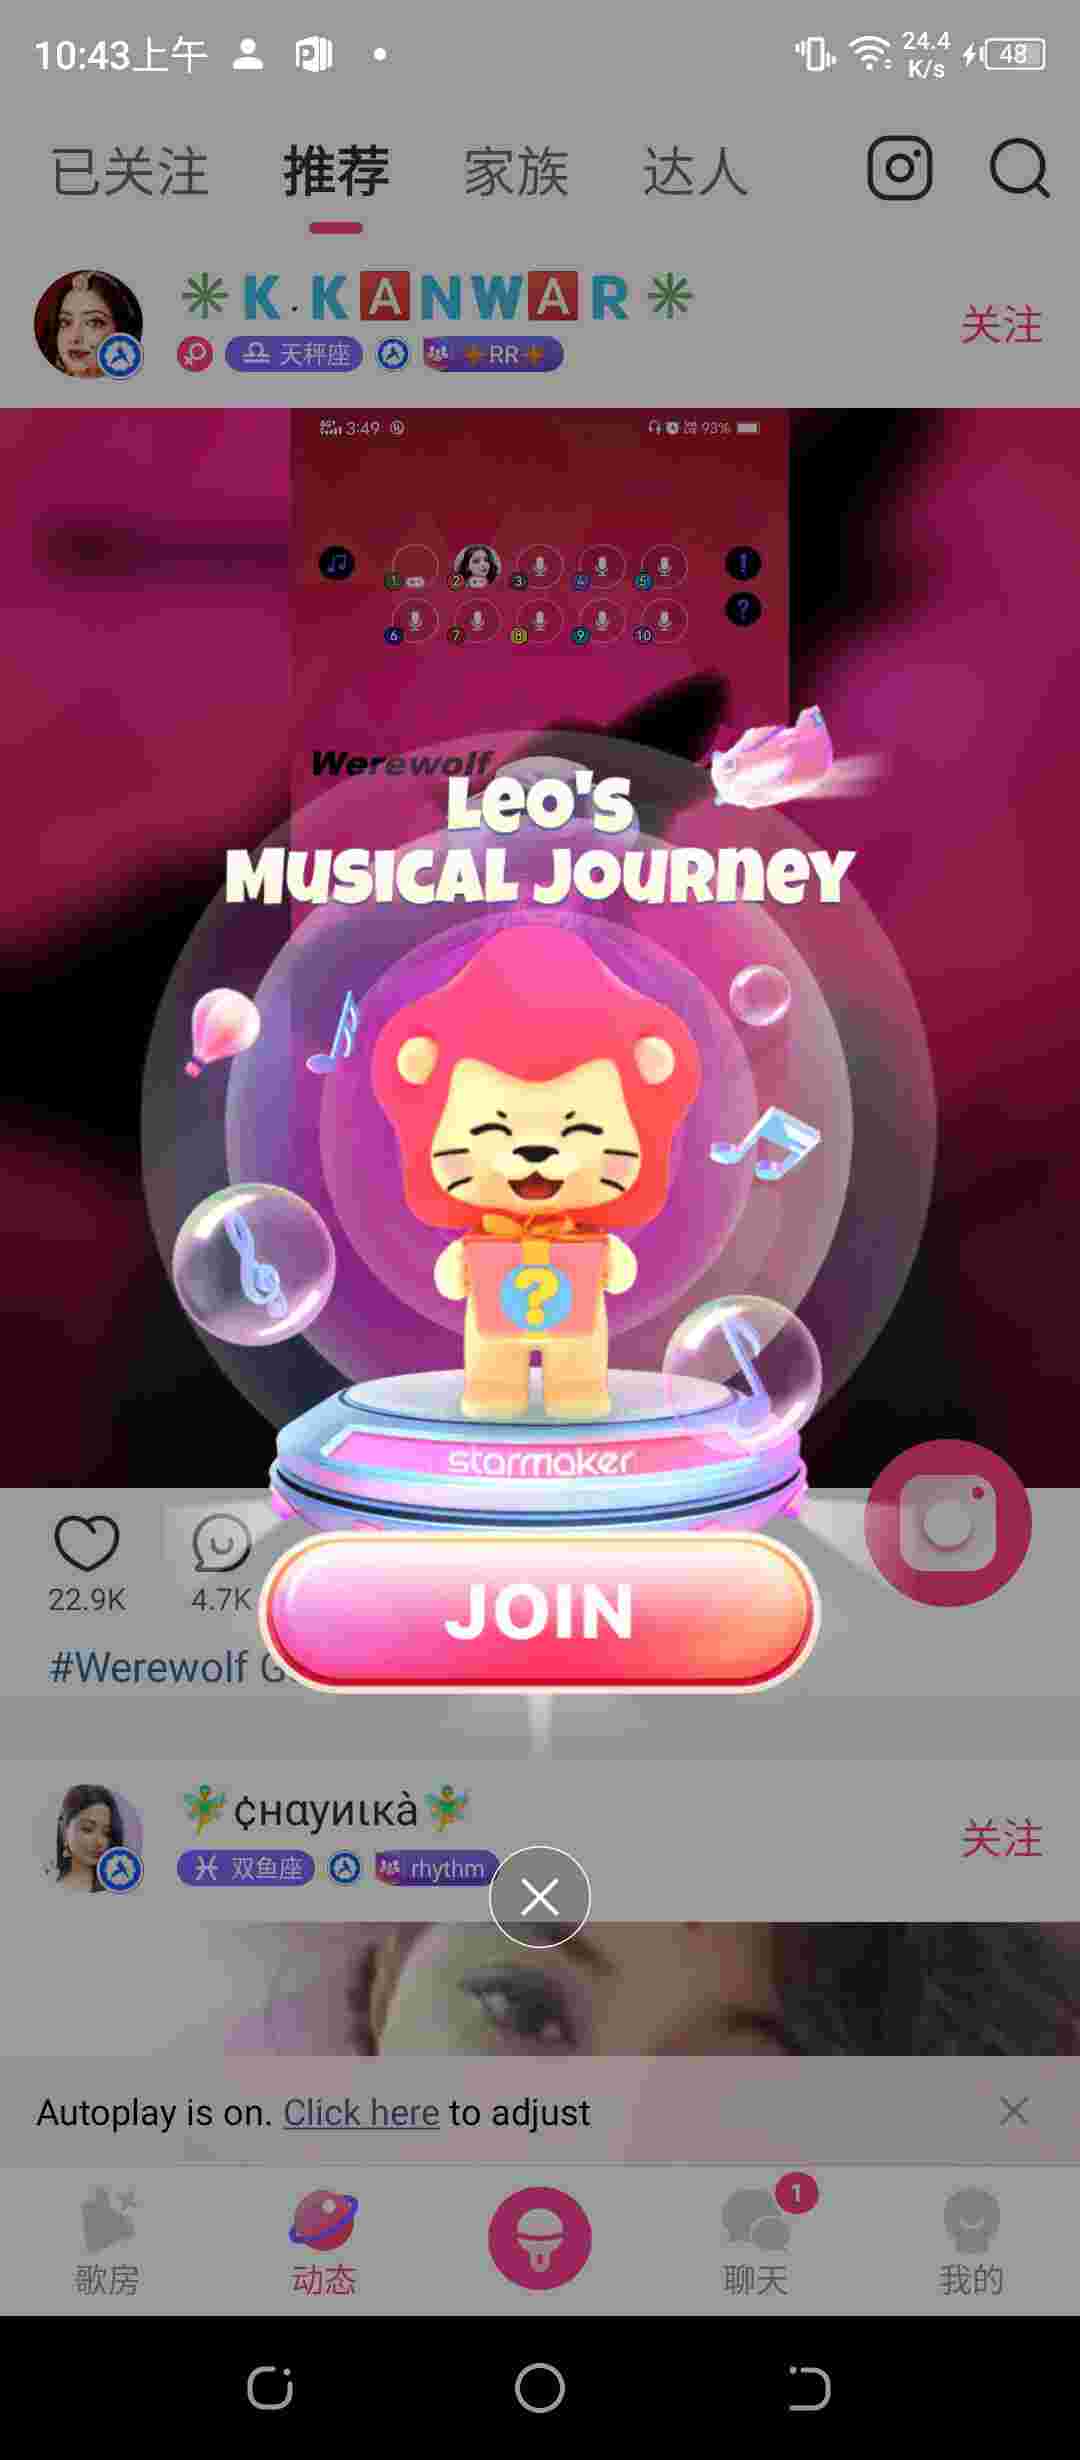 10:43上午
24.4
K/s
48
已关注 推荐 家族 达人
K.KANWAR
关注
天秤座
RR
3:49
93%
1 2 3 4 5
!
?
6 7 8 9 10
Werewolf
Leo's
Musical Journey
?
starmaker
JOIN
22.9K
4.7K
#Werewolf G
¢нαуиιкà
关注
双鱼座
rhythm
Autoplay is on. Click here to adjust
1
歌房 动态 聊天 我的